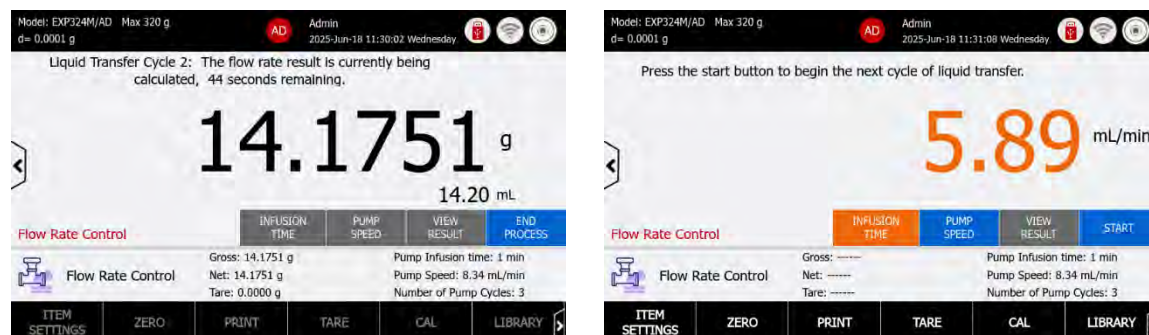 Model: EXP324M/AD Max 320 g
d= 0.0001 g
AD
Admin
2025-Jun-18 11:30:02 Wednesday
Liquid Transfer Cycle 2: The flow rate result is currently being
calculated, 44 seconds remaining.
14.1751 g
14.20 mL
INFUSION
TIME
PUMP
SPEED
VIEW
RESULT
END
PROCESS
Flow Rate Control
Flow Rate Control
Gross: 14.1751 g
Net: 14.1751 g
Tare: 0.0000 g
Pump Infusion time: 1 min
Pump Speed: 8.34 mL/min
Number of Pump Cycles: 3
ITEM
SETTINGS
ZERO
PRINT
TARE
CAL
LIBRARY
Model: EXP324M/AD Max 320 g
d= 0.0001 g
AD
Admin
2025-Jun-18 11:31:08 Wednesday
Press the start button to begin the next cycle of liquid transfer.
5.89 mL/min
INFUSION
TIME
PUMP
SPEED
VIEW
RESULT
START
Flow Rate Control
Flow Rate Control
Gross: ------
Net: ------
Tare: ------
Pump Infusion time: 1 min
Pump Speed: 8.34 mL/min
Number of Pump Cycles: 3
ITEM
SETTINGS
ZERO
PRINT
TARE
CAL
LIBRARY